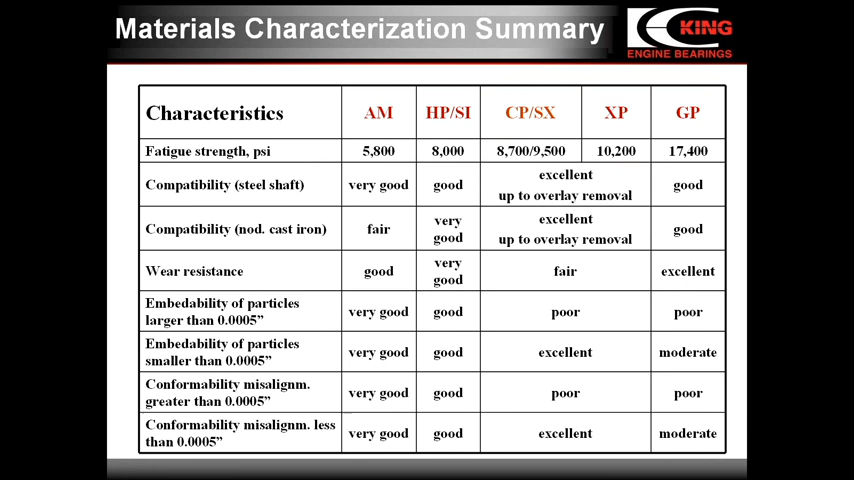 Materials Characterization Summary
KING
ENGINE BEARINGS
Characteristics AM HP/SI CP/SX XP GP
Fatigue strength, psi 5,800 8,000 8,700/9,500 10,200 17,400
Compatibility (steel shaft) very good good excellent
up to overlay removal good
Compatibility (nod. cast iron) fair very
good excellent
up to overlay removal good
Wear resistance good very
good fair excellent
Embedability of particles
larger than 0.0005” very good good poor poor
Embedability of particles
smaller than 0.0005” very good good excellent moderate
Conformability misalignm.
greater than 0.0005” very good good poor poor
Conformability misalignm. less
than 0.0005” very good good excellent moderate